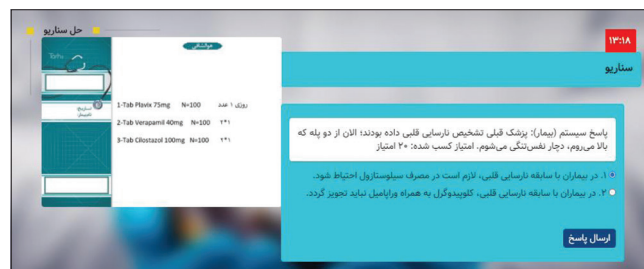 حل سناریو
۱۳:۱۸
سناریو
1-Tab Plavix 75mg N=100 روزی ۱ عدد
2-Tab Verapamil 40mg N=100 ۲*۱
3-Tab Cilostazol 100mg N=100 ۲*۱
پاسخ سیستم (بیمار): پزشک قبلی تشخیص نارسایی قلبی داده بودند؛ الان از دو پله که
بالا می‌روم، دچار نفس‌تنگی می‌شوم. امتیاز کسب شده: ۲۰ امتیاز
۱. در بیماران با سابقه نارسایی قلبی، لازم است در مصرف سیلوستازول احتیاط شود.
۲. در بیماران با سابقه نارسایی قلبی، کلوپیدوگرل به همراه وراپامیل نباید تجویز گردد.
ارسال پاسخ